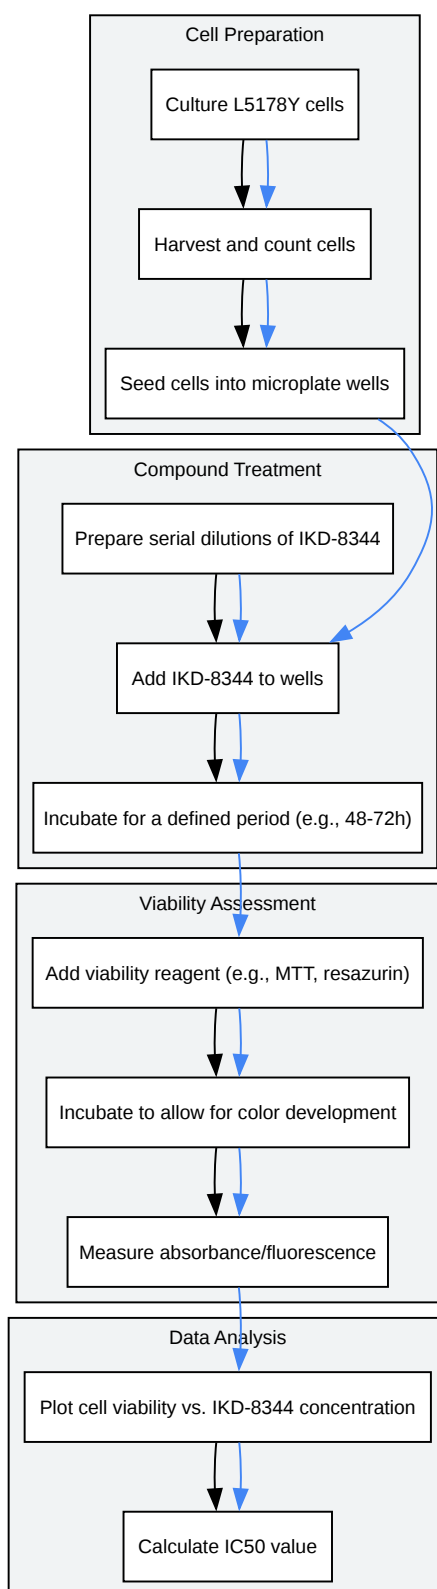 Cell Preparation
Culture L5178Y cells
Harvest and count cells
Seed cells into microplate wells
Compound Treatment
Prepare serial dilutions of IKD-8344
Add IKD-8344 to wells
Incubate for a defined period (e.g., 48-72h)
Viability Assessment
Add viability reagent (e.g., MTT, resazurin)
Incubate to allow for color development
Measure absorbance/fluorescence
Data Analysis
Plot cell viability vs. IKD-8344 concentration
Calculate IC50 value